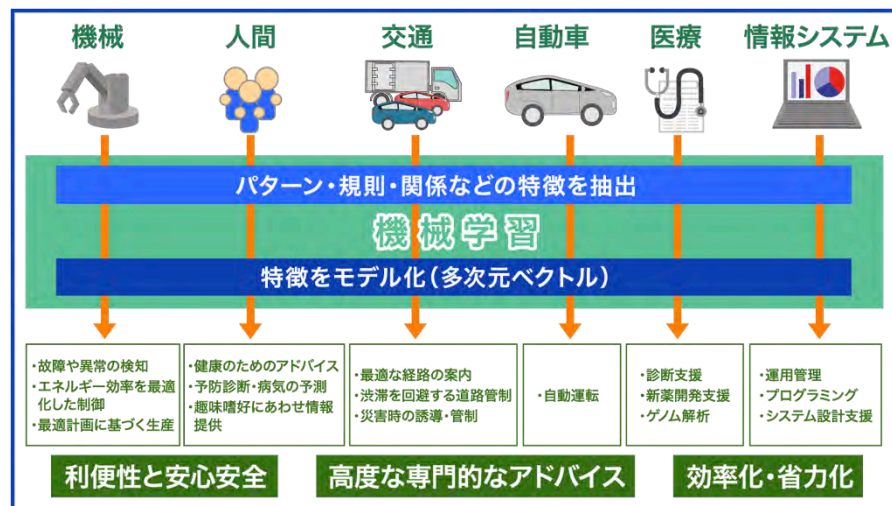 機械
人間
交通
自動車
医療
情報システム
パターン・規則・関係などの特徴を抽出
機械学習
特徴をモデル化(多次元ベクトル)
・故障や異常の検知
・エネルギー効率を最適
化した制御
・最適計画に基づく生産
・健康のためのアドバイス
・予防診断・病気の予測
・趣味嗜好にあわせ情報
提供
・最適な経路の案内
・渋滞を回避する道路管制
・災害時の誘導・管制
・自動運転
・診断支援
・新薬開発支援
・ゲノム解析
・運用管理
・プログラミング
・システム設計支援
利便性と安心安全
高度な専門的なアドバイス
効率化・省力化